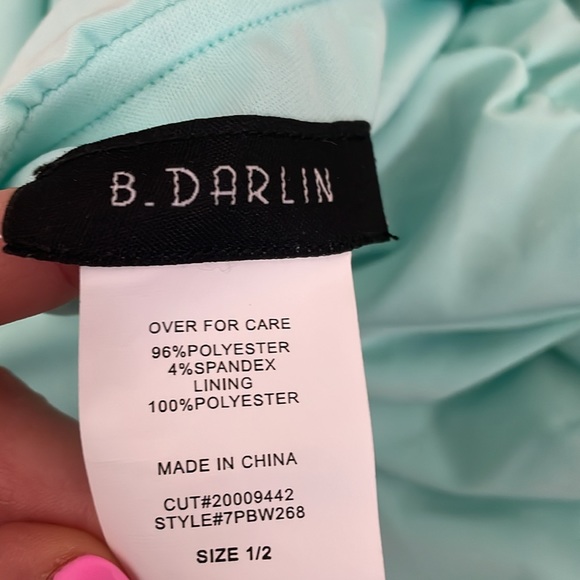 B. DARLIN
OVER FOR CARE
96%POLYESTER
4%SPANDEX
LINING
100%POLYESTER
MADE IN CHINA
CUT#20009442
STYLE#7PBW268
SIZE 1/2